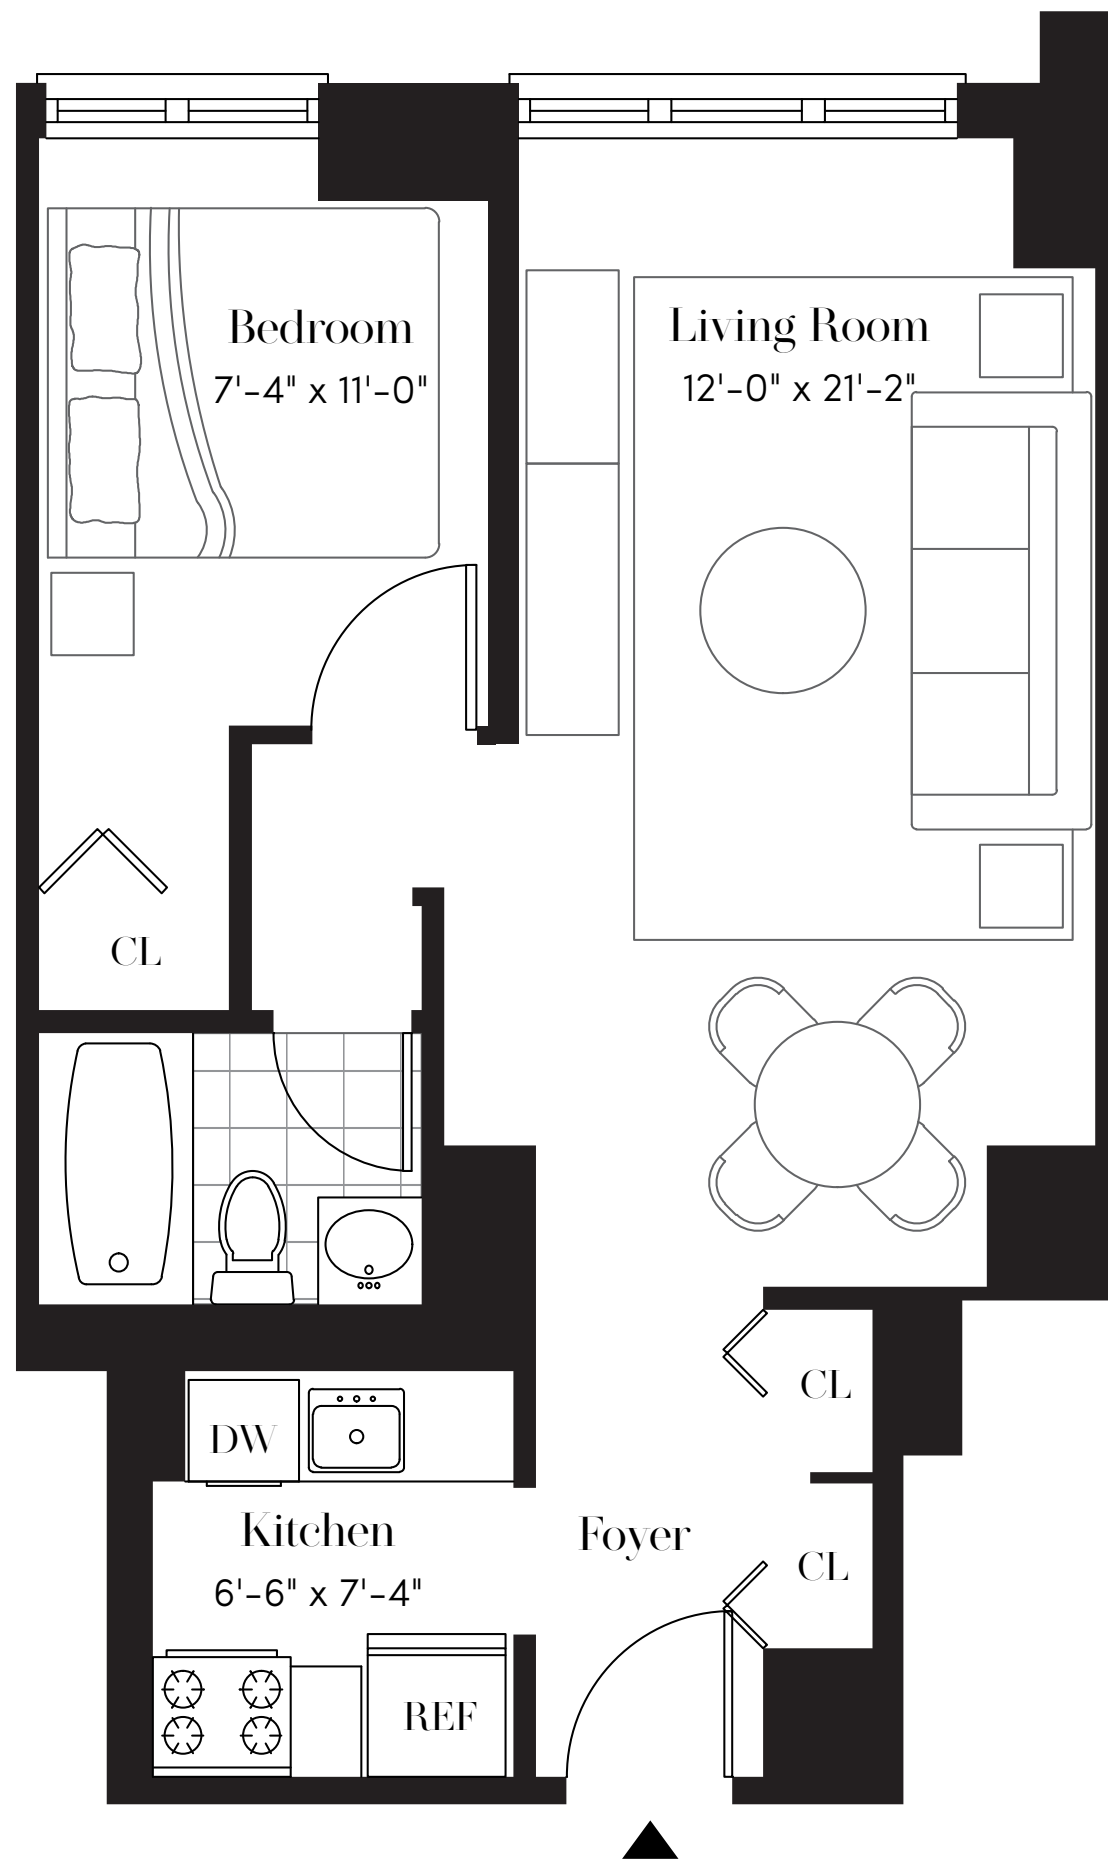 Bedroom
7'-4" x 11'-0"
Living Room
12'-0" x 21'-2"
CL
CL
DW
Kitchen
6'-6" x 7'-4"
Foyer
CL
REF